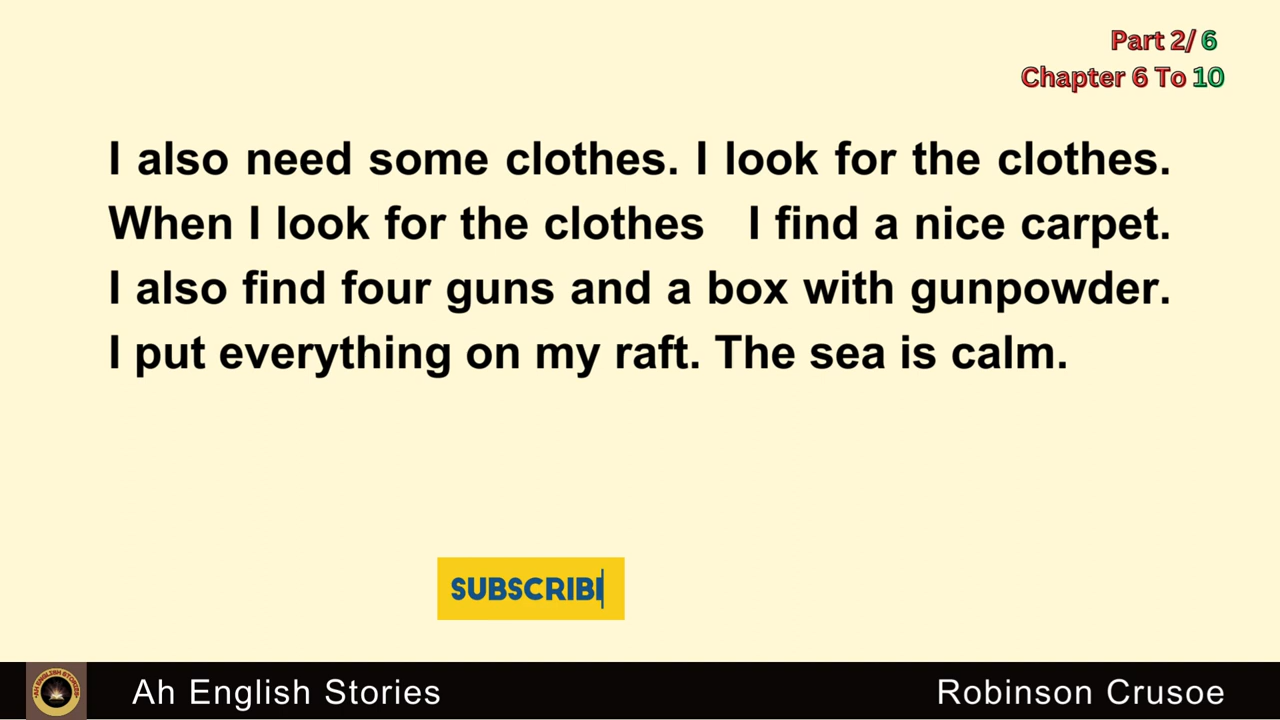 Part 2/ 6
Chapter 6 To 10
I also need some clothes. I look for the clothes.
When I look for the clothes I find a nice carpet.
I also find four guns and a box with gunpowder.
I put everything on my raft. The sea is calm.
SUBSCRIB
Ah English Stories
Robinson Crusoe